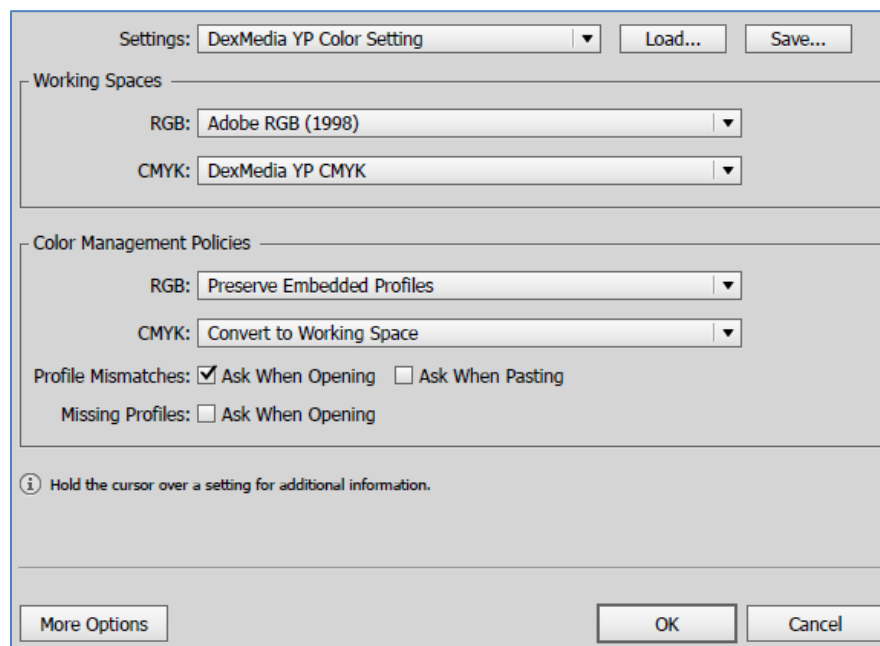 Settings: DexMedia YP Color Setting Load... Save...
Working Spaces
RGB: Adobe RGB (1998)
CMYK: DexMedia YP CMYK
Color Management Policies
RGB: Preserve Embedded Profiles
CMYK: Convert to Working Space
Profile Mismatches: Ask When Opening Ask When Pasting
Missing Profiles: Ask When Opening
Hold the cursor over a setting for additional information.
More Options OK Cancel